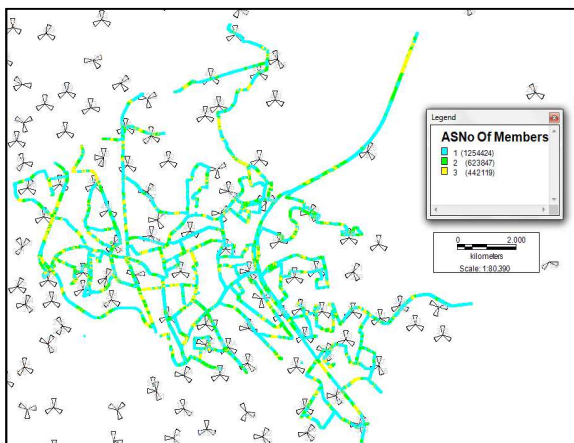 Legend
ASNo Of Members
1 (1254424)
2 (623847)
3 (442119)
0 2.000
kilometers
Scale: 1:80,390